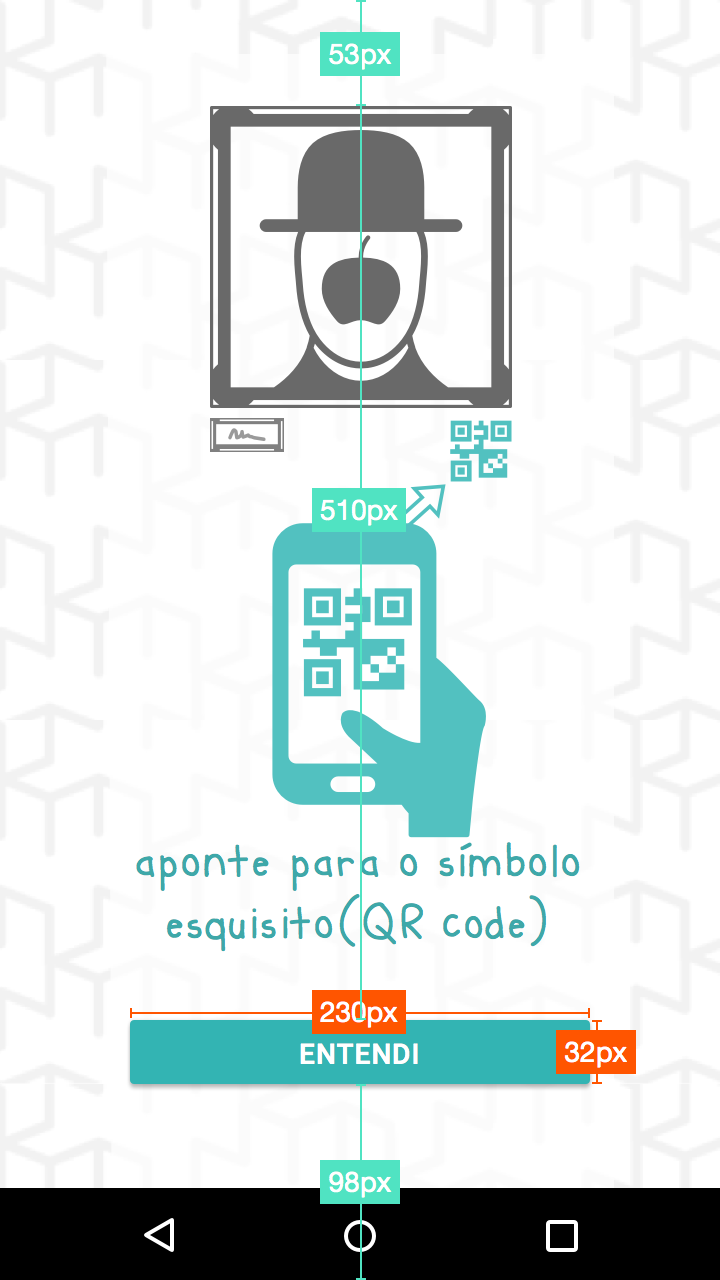 53px
510px
aponte para o símbolo
esquisito(QR code)
230px
ENTENDI
32px
98px